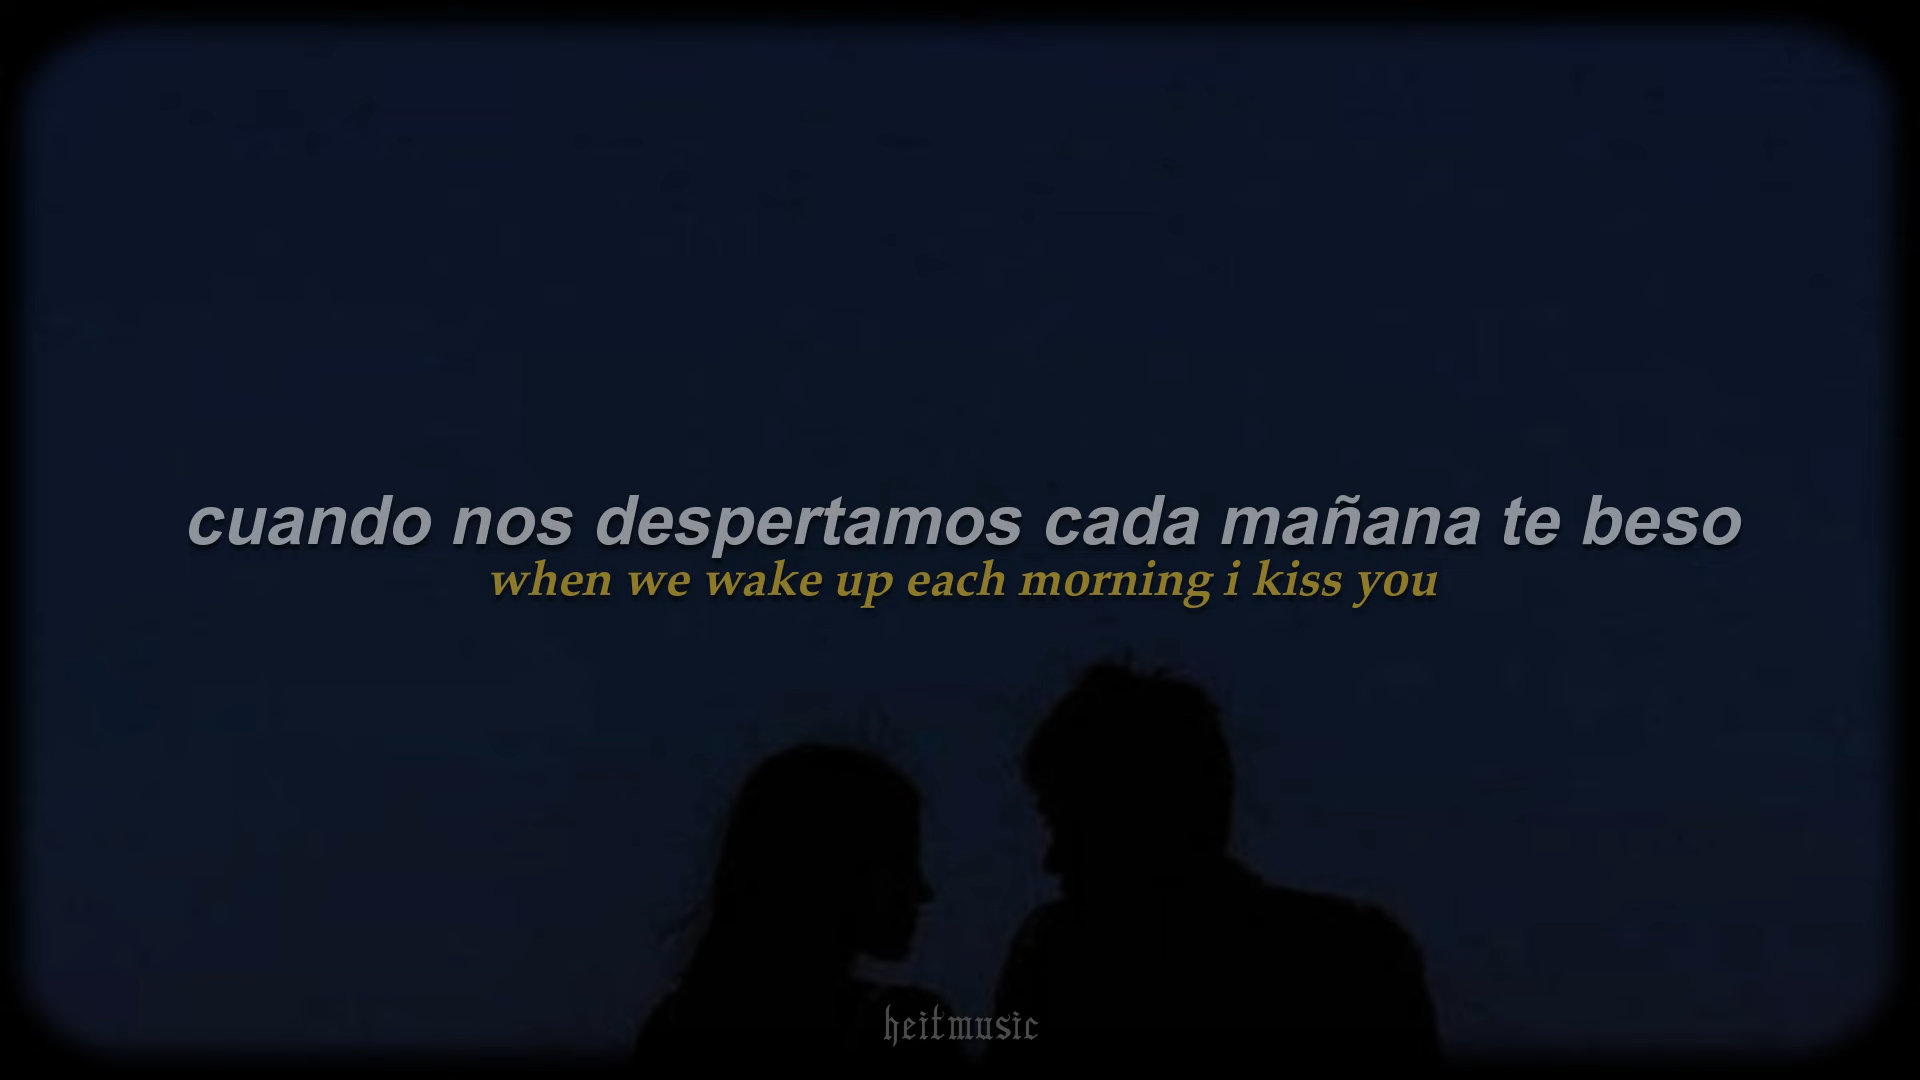 cuando nos despertamos cada mañana te beso
when we wake up each morning i kiss you
heitmusic